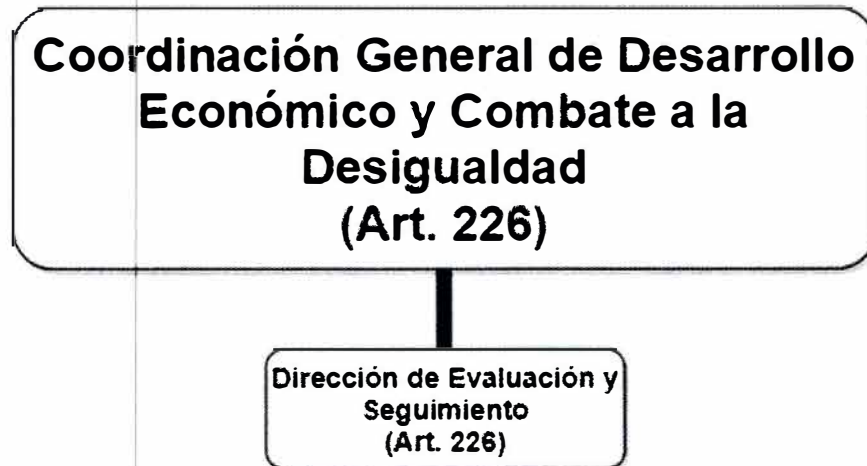 Coordinación General de Desarrollo
Económico y Combate a la
Desigualdad
(Art. 226)
Dirección de Evaluación y
Seguimiento
(Art. 226)